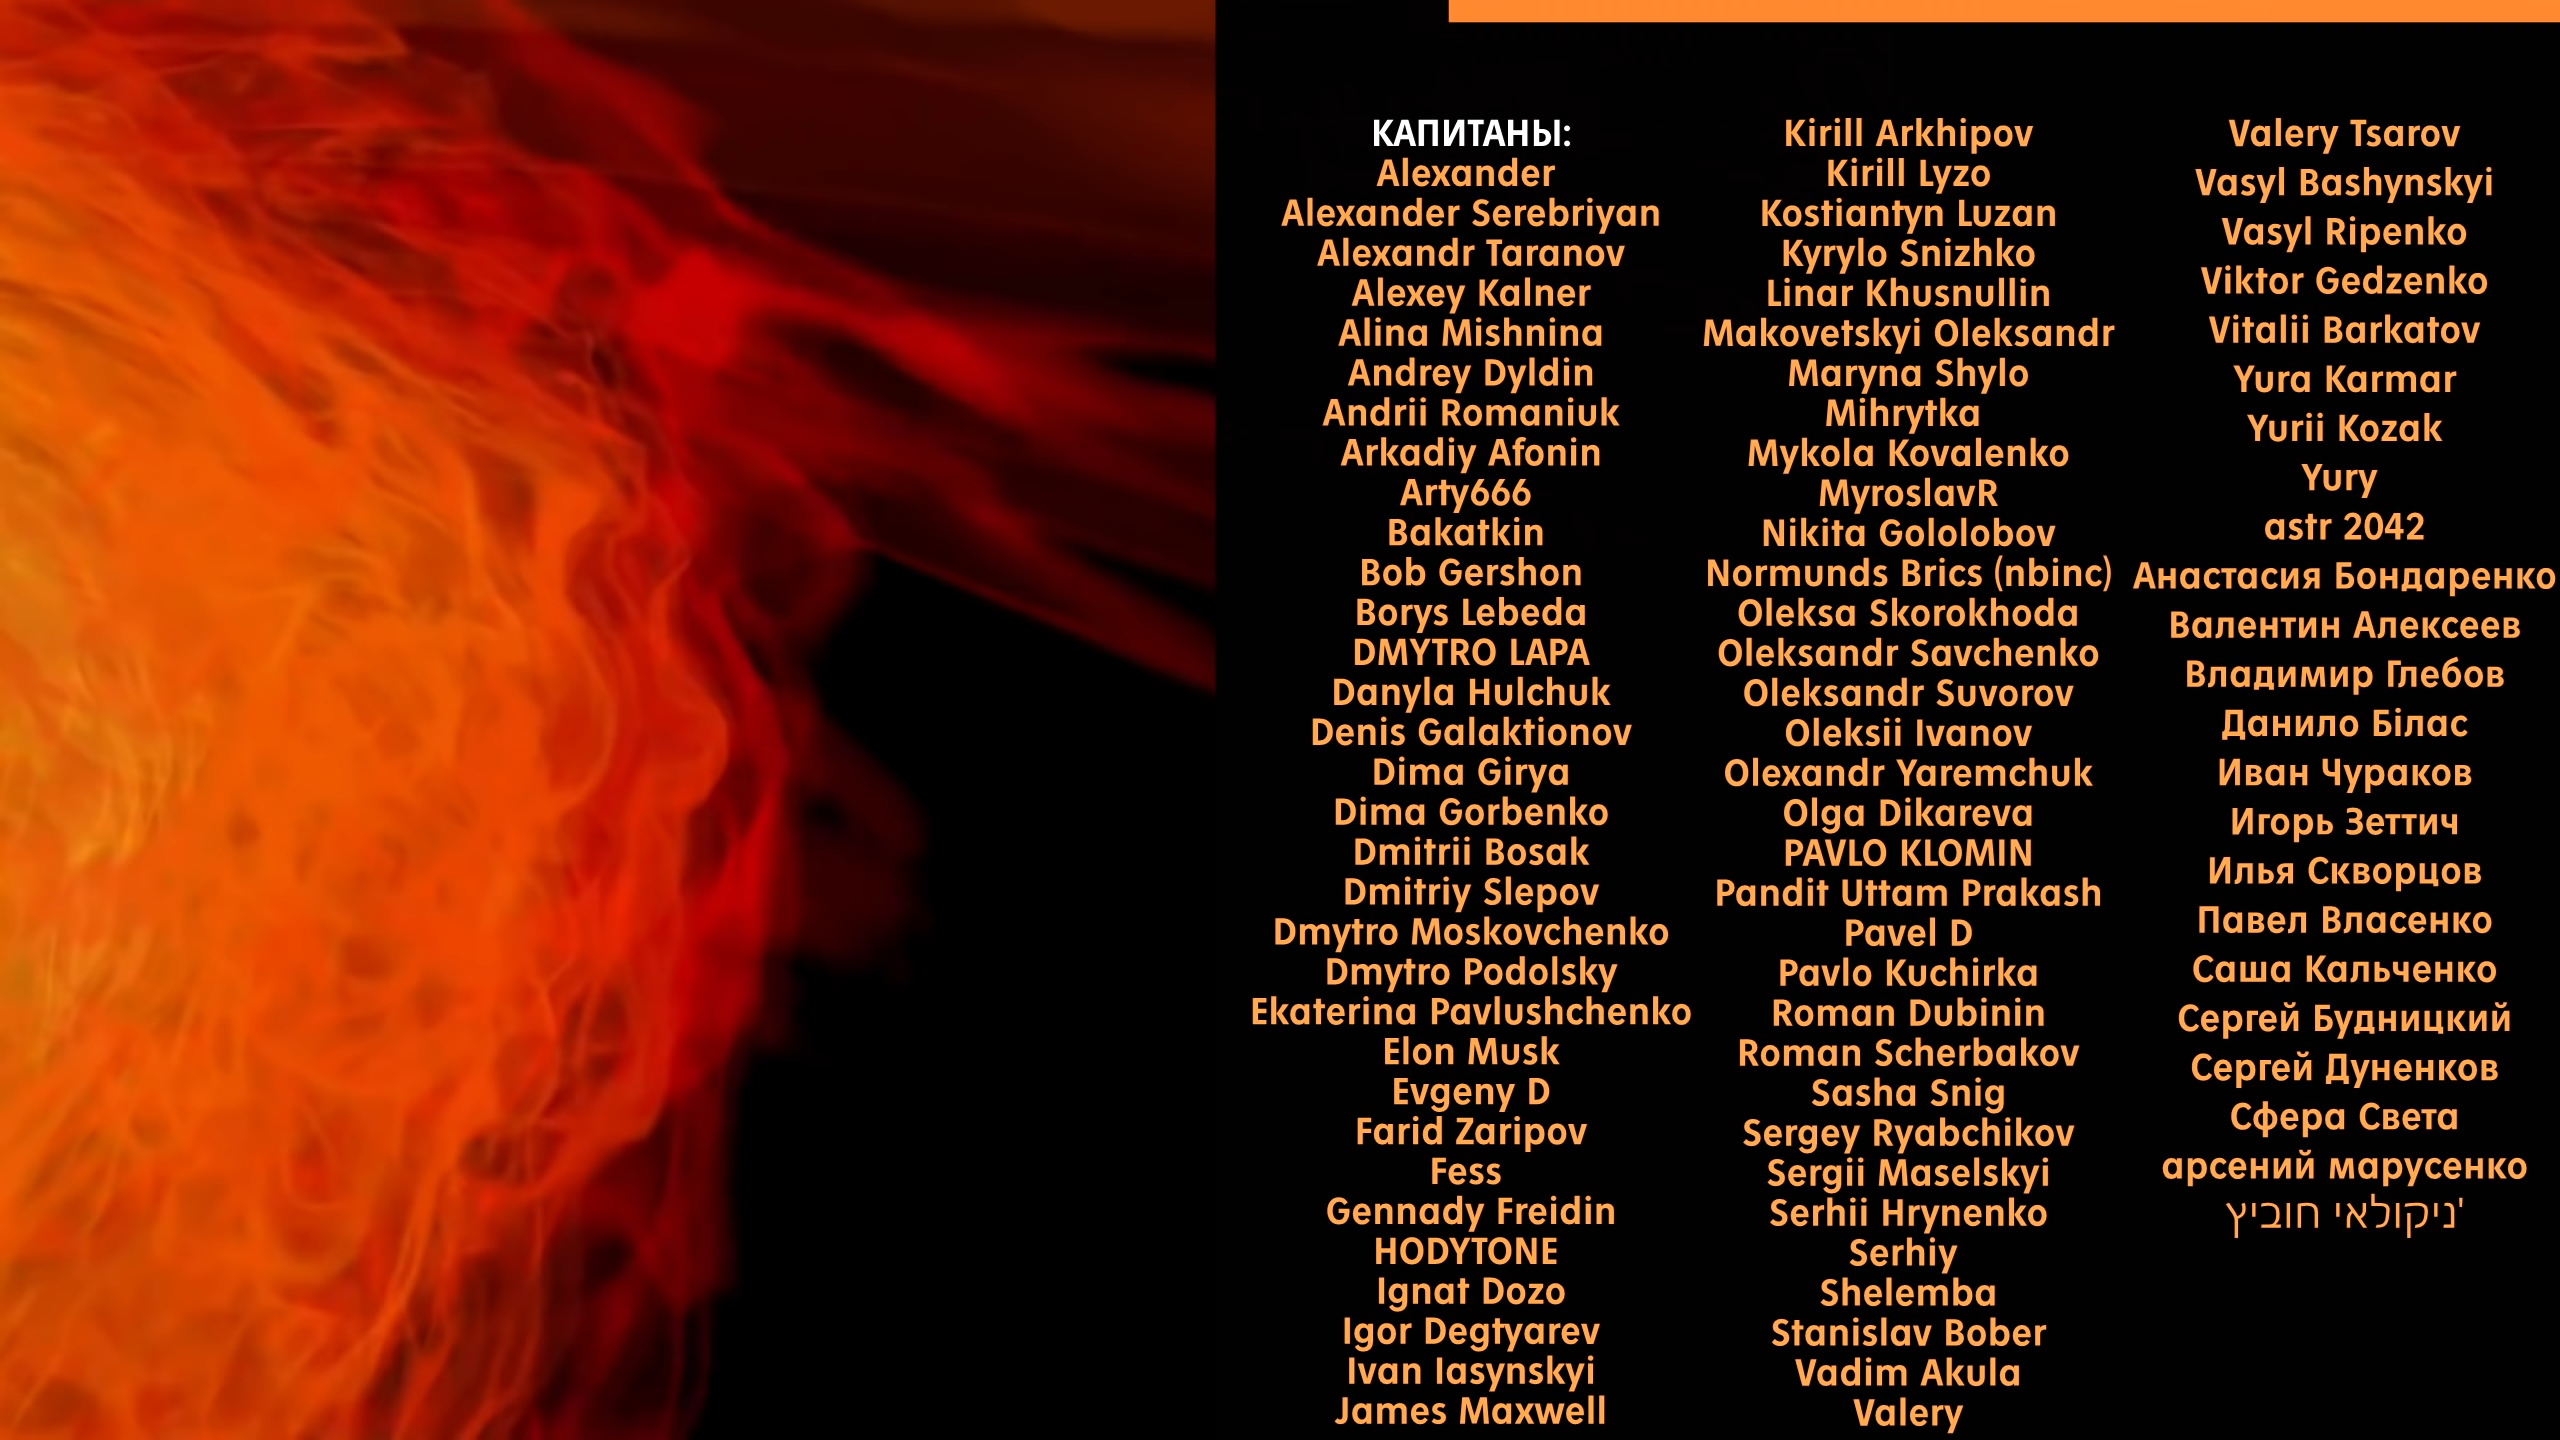 КАПИТАНЫ:
Alexander
Alexander Serebriyan
Alexandr Taranov
Alexey Kalner
Alina Mishnina
Andrey Dyldin
Andrii Romaniuk
Arkadiy Afonin
Arty666
Bakatkin
Bob Gershon
Borys Lebeda
DMYTRO LAPA
Danyla Hulchuk
Denis Galaktionov
Dima Girya
Dima Gorbenko
Dmitrii Bosak
Dmitriy Slepov
Dmytro Moskovchenko
Dmytro Podolsky
Ekaterina Pavlushchenko
Elon Musk
Evgeny D
Farid Zaripov
Fess
Gennady Freidin
HODYTONE
Ignat Dozo
Igor Degtyarev
Ivan Iasynskyi
James Maxwell
Kirill Arkhipov
Kirill Lyzo
Kostiantyn Luzan
Kyrylo Snizhko
Linar Khusnullin
Makovetskyi Oleksandr
Maryna Shylo
Mihrytka
Mykola Kovalenko
MyroslavR
Nikita Gololobov
Normunds Brics (nbinc)
Oleksa Skorokhoda
Oleksandr Savchenko
Oleksandr Suvorov
Oleksii Ivanov
Olexandr Yaremchuk
Olga Dikareva
PAVLO KLOMIN
Pandit Uttam Prakash
Pavel D
Pavlo Kuchirka
Roman Dubinin
Roman Scherbakov
Sasha Snig
Sergey Ryabchikov
Sergii Maselskyi
Serhii Hrynenko
Serhiy
Shelemba
Stanislav Bober
Vadim Akula
Valery
Valery Tsarov
Vasyl Bashynskyi
Vasyl Ripenko
Viktor Gedzenko
Vitalii Barkatov
Yura Karmar
Yurii Kozak
Yury
astr 2042
Анастасия Бондаренко
Валентин Алексеев
Владимир Глебов
Данило Білас
Иван Чураков
Игорь Зеттич
Илья Скворцов
Павел Власенко
Саша Кальченко
Сергей Будницкий
Сергей Дуненков
Сфера Света
арсений марусенко
'ניקולאי חוביץ